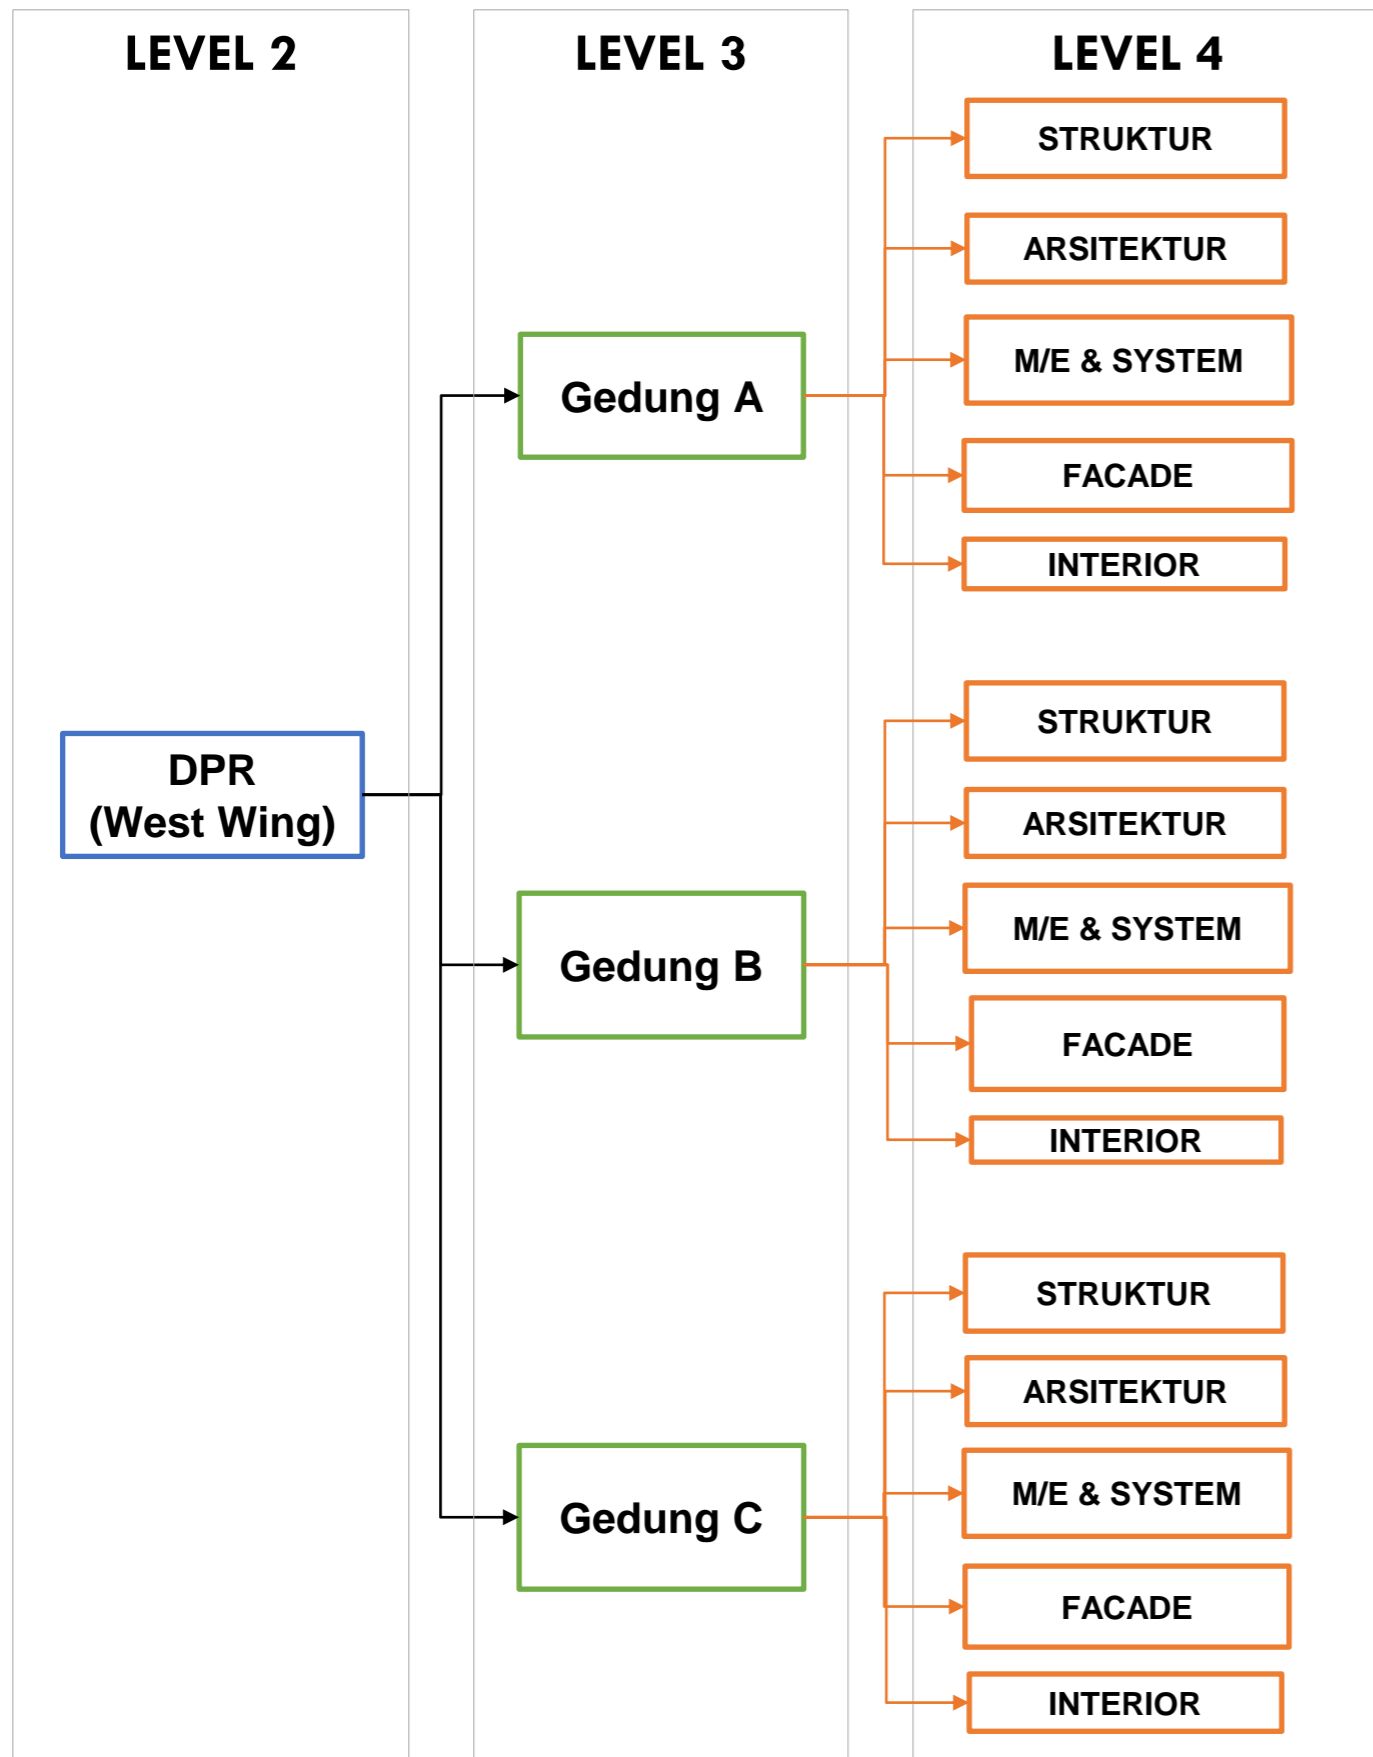 LEVEL 2
LEVEL 3
LEVEL 4
DPR
(West Wing)
Gedung A
STRUKTUR
ARSITEKTUR
M/E & SYSTEM
FACADE
INTERIOR
Gedung B
STRUKTUR
ARSITEKTUR
M/E & SYSTEM
FACADE
INTERIOR
Gedung C
STRUKTUR
ARSITEKTUR
M/E & SYSTEM
FACADE
INTERIOR